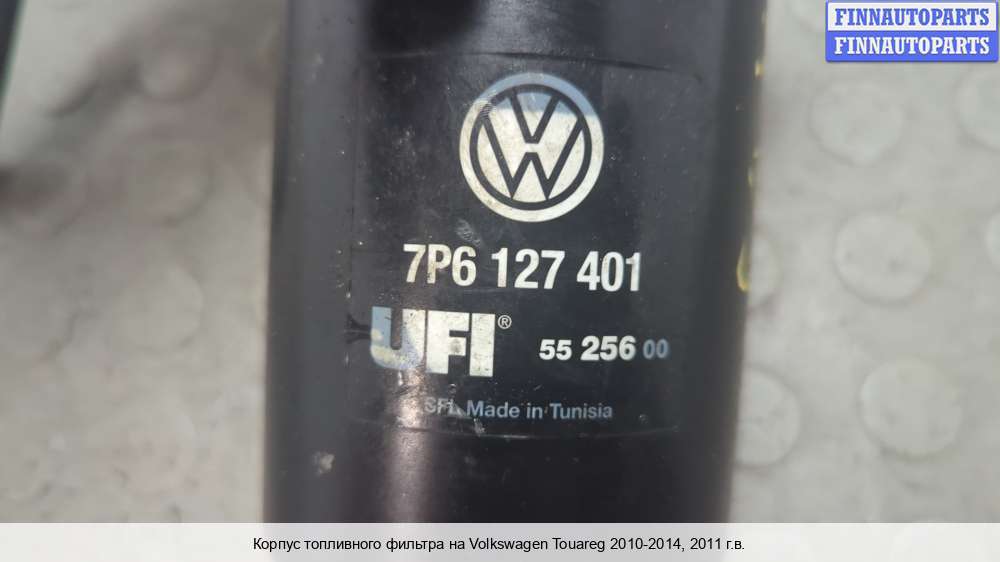 FINNAUTOPARTS
FINNAUTOPARTS
7P6 127 401
UFI® 55 256 00
Made in Tunisia
Корпус топливного фильтра на Volkswagen Touareg 2010-2014, 2011 г.в.